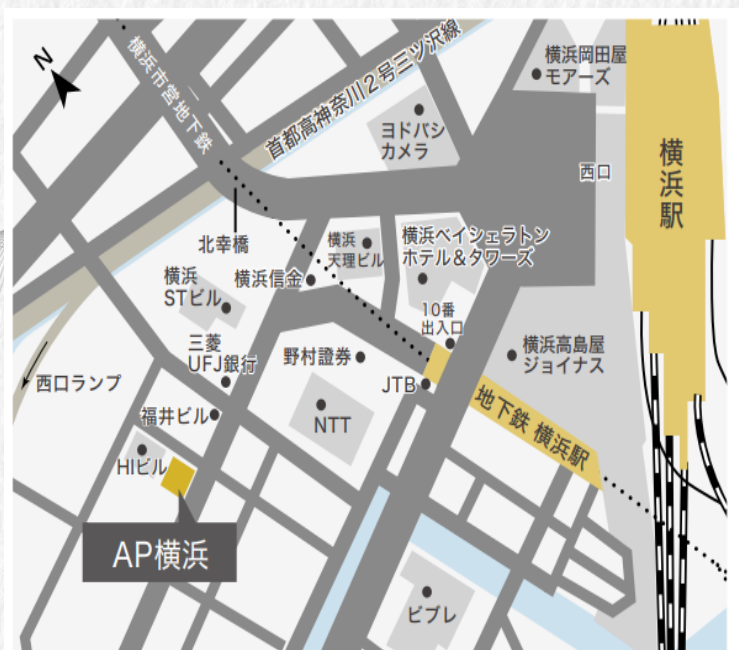 N
横浜市営地下鉄
首都高神奈川2号三ツ沢線
横浜岡田屋
モアーズ
ヨドバシ
カメラ
西口
横浜駅
北幸橋
横浜
天理ビル
横浜ベイシェラトン
ホテル&タワーズ
横浜
STビル
横浜信金
10番
出入口
三菱
UFJ銀行
野村證券
横浜高島屋
ジョイナス
西口ランプ
JTB
地下鉄 横浜駅
福井ビル
NTT
HIビル
AP横浜
ビブレ